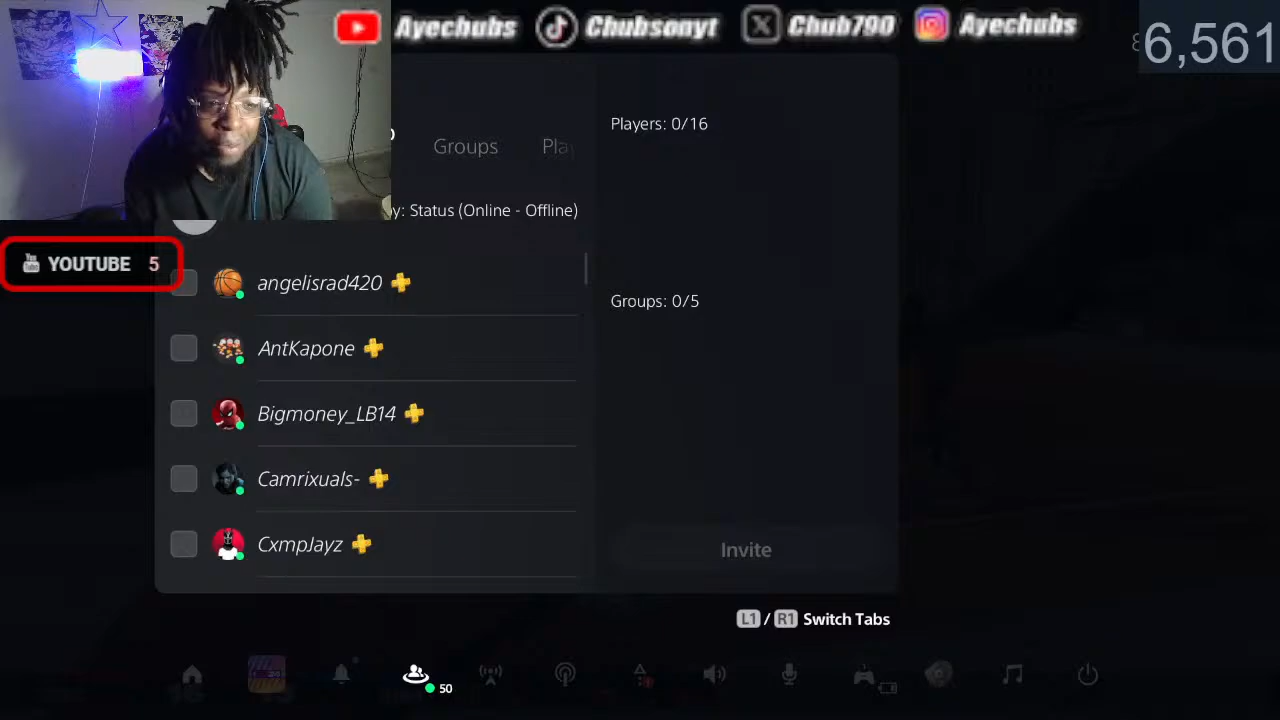 Ayechubs Chubsonyt Chub790 Ayechubs
6,561
Players: 0/16
Groups
y: Status (Online - Offline)
YOUTUBE 5
angelisrad420
Groups: 0/5
AntKapone
Bigmoney_LB14
Camrixuals-
CxmpJayz
Invite
L1 / R1 Switch Tabs
50